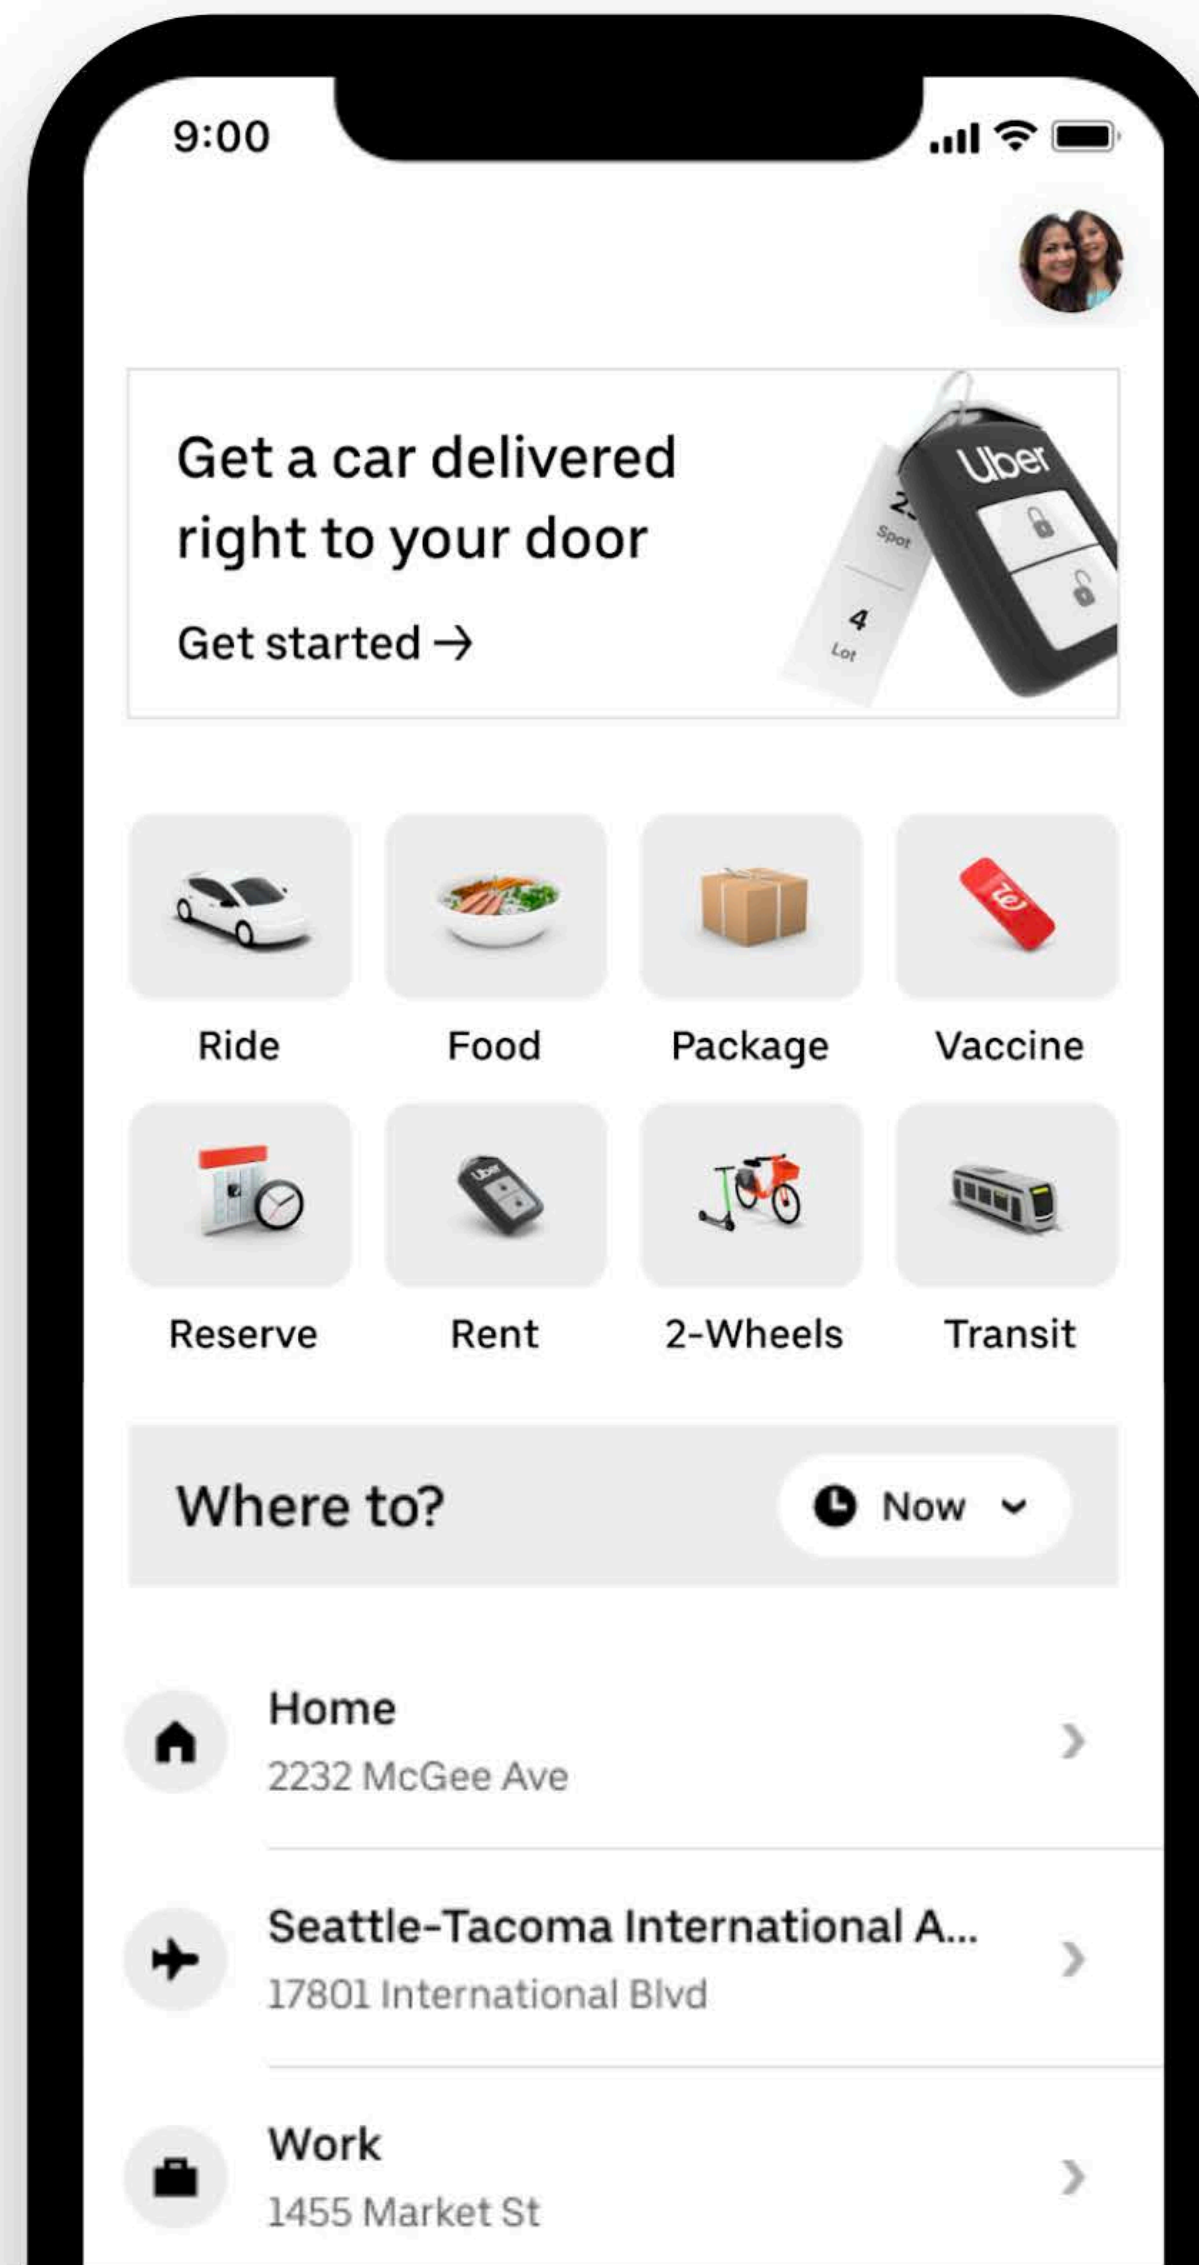 9:00
Get a car delivered
right to your door
Get started →
Uber
Spot
4
Lot
Ride
Food
Package
Vaccine
Uber
Reserve
Rent
2-Wheels
Transit
Where to?
Now
Home
2232 McGee Ave
Seattle-Tacoma International A...
17801 International Blvd
Work
1455 Market St